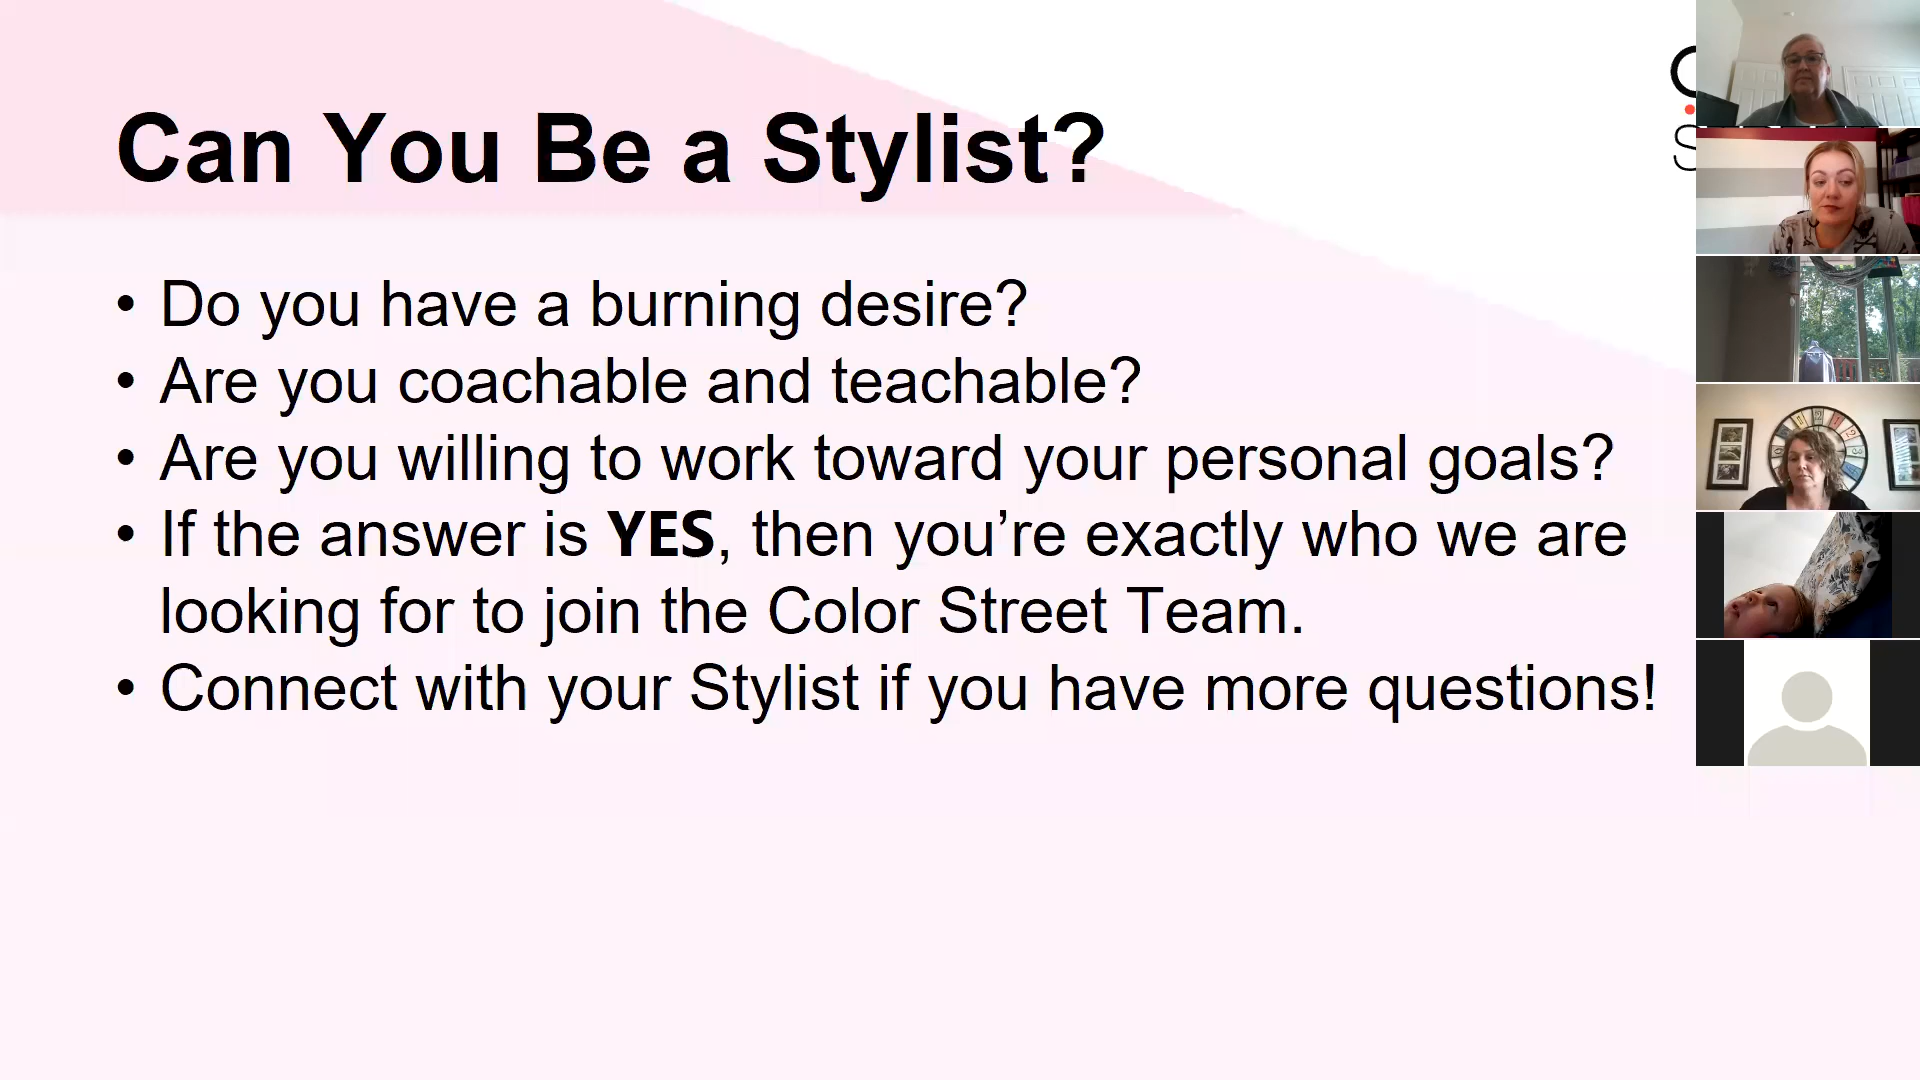 Can You Be a Stylist?
• Do you have a burning desire?
• Are you coachable and teachable?
• Are you willing to work toward your personal goals?
• If the answer is YES, then you’re exactly who we are
looking for to join the Color Street Team.
• Connect with your Stylist if you have more questions!